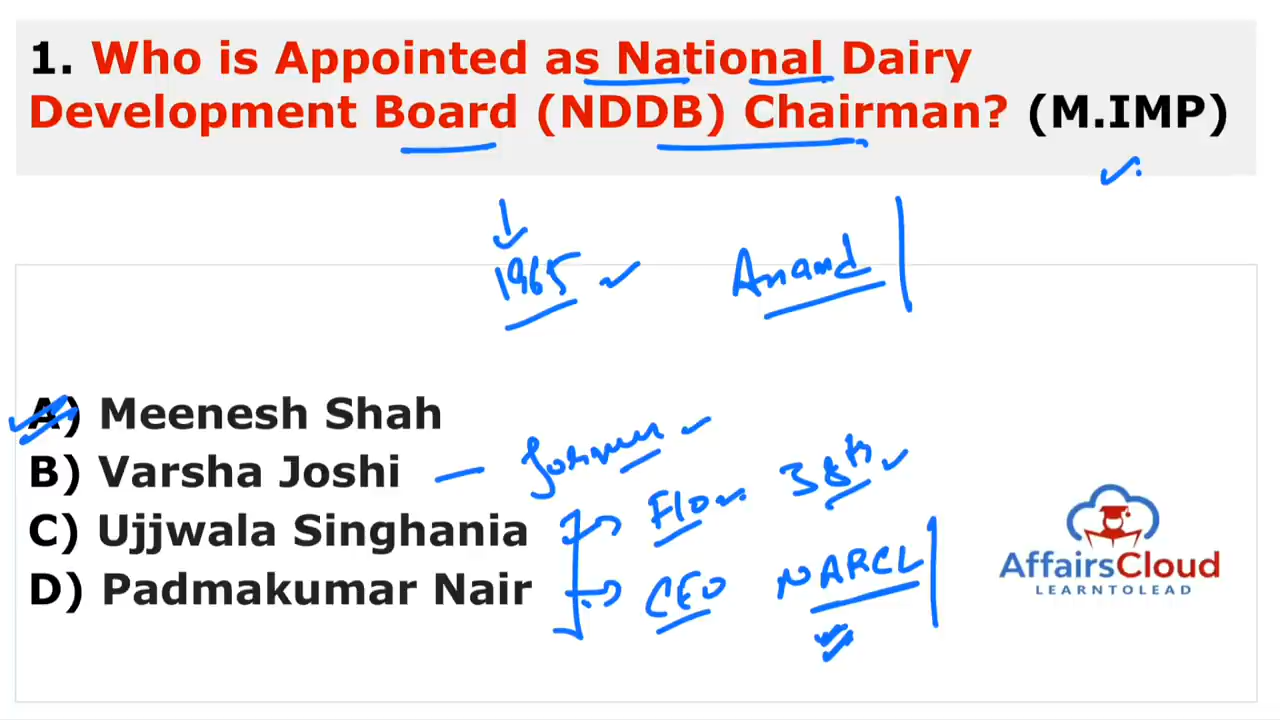 1. Who is Appointed as National Dairy
Development Board (NDDB) Chairman? (M.IMP)
1965 Anand
A) Meenesh Shah
B) Varsha Joshi – former
C) Ujjwala Singhania → Flo 38th
D) Padmakumar Nair → CEO NARCL
AffairsCloud
LEARNTOLEAD